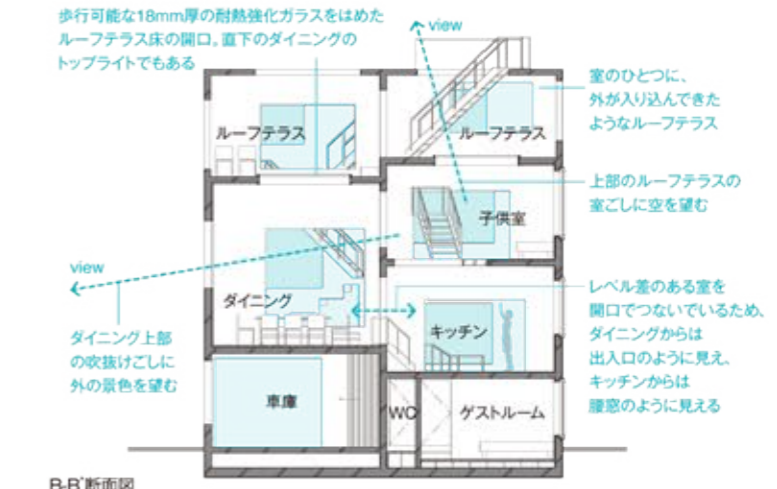 歩行可能な18mm厚の耐熱強化ガラスをはめた
ルーフテラス床の開口。直下のダイニングの
トップライトでもある
view
室のひとつに、
外が入り込んできた
ようなルーフテラス
ルーフテラス
ルーフテラス
上部のルーフテラスの
室ごしに空を望む
子供室
view
ダイニング
キッチン
レベル差のある室を
開口でつないでいるため、
ダイニングからは
出入口のように見え、
キッチンからは
腰窓のように見える
ダイニング上部
の吹抜けごしに
外の景色を望む
車庫
WC
ゲストルーム
B-B'断面図